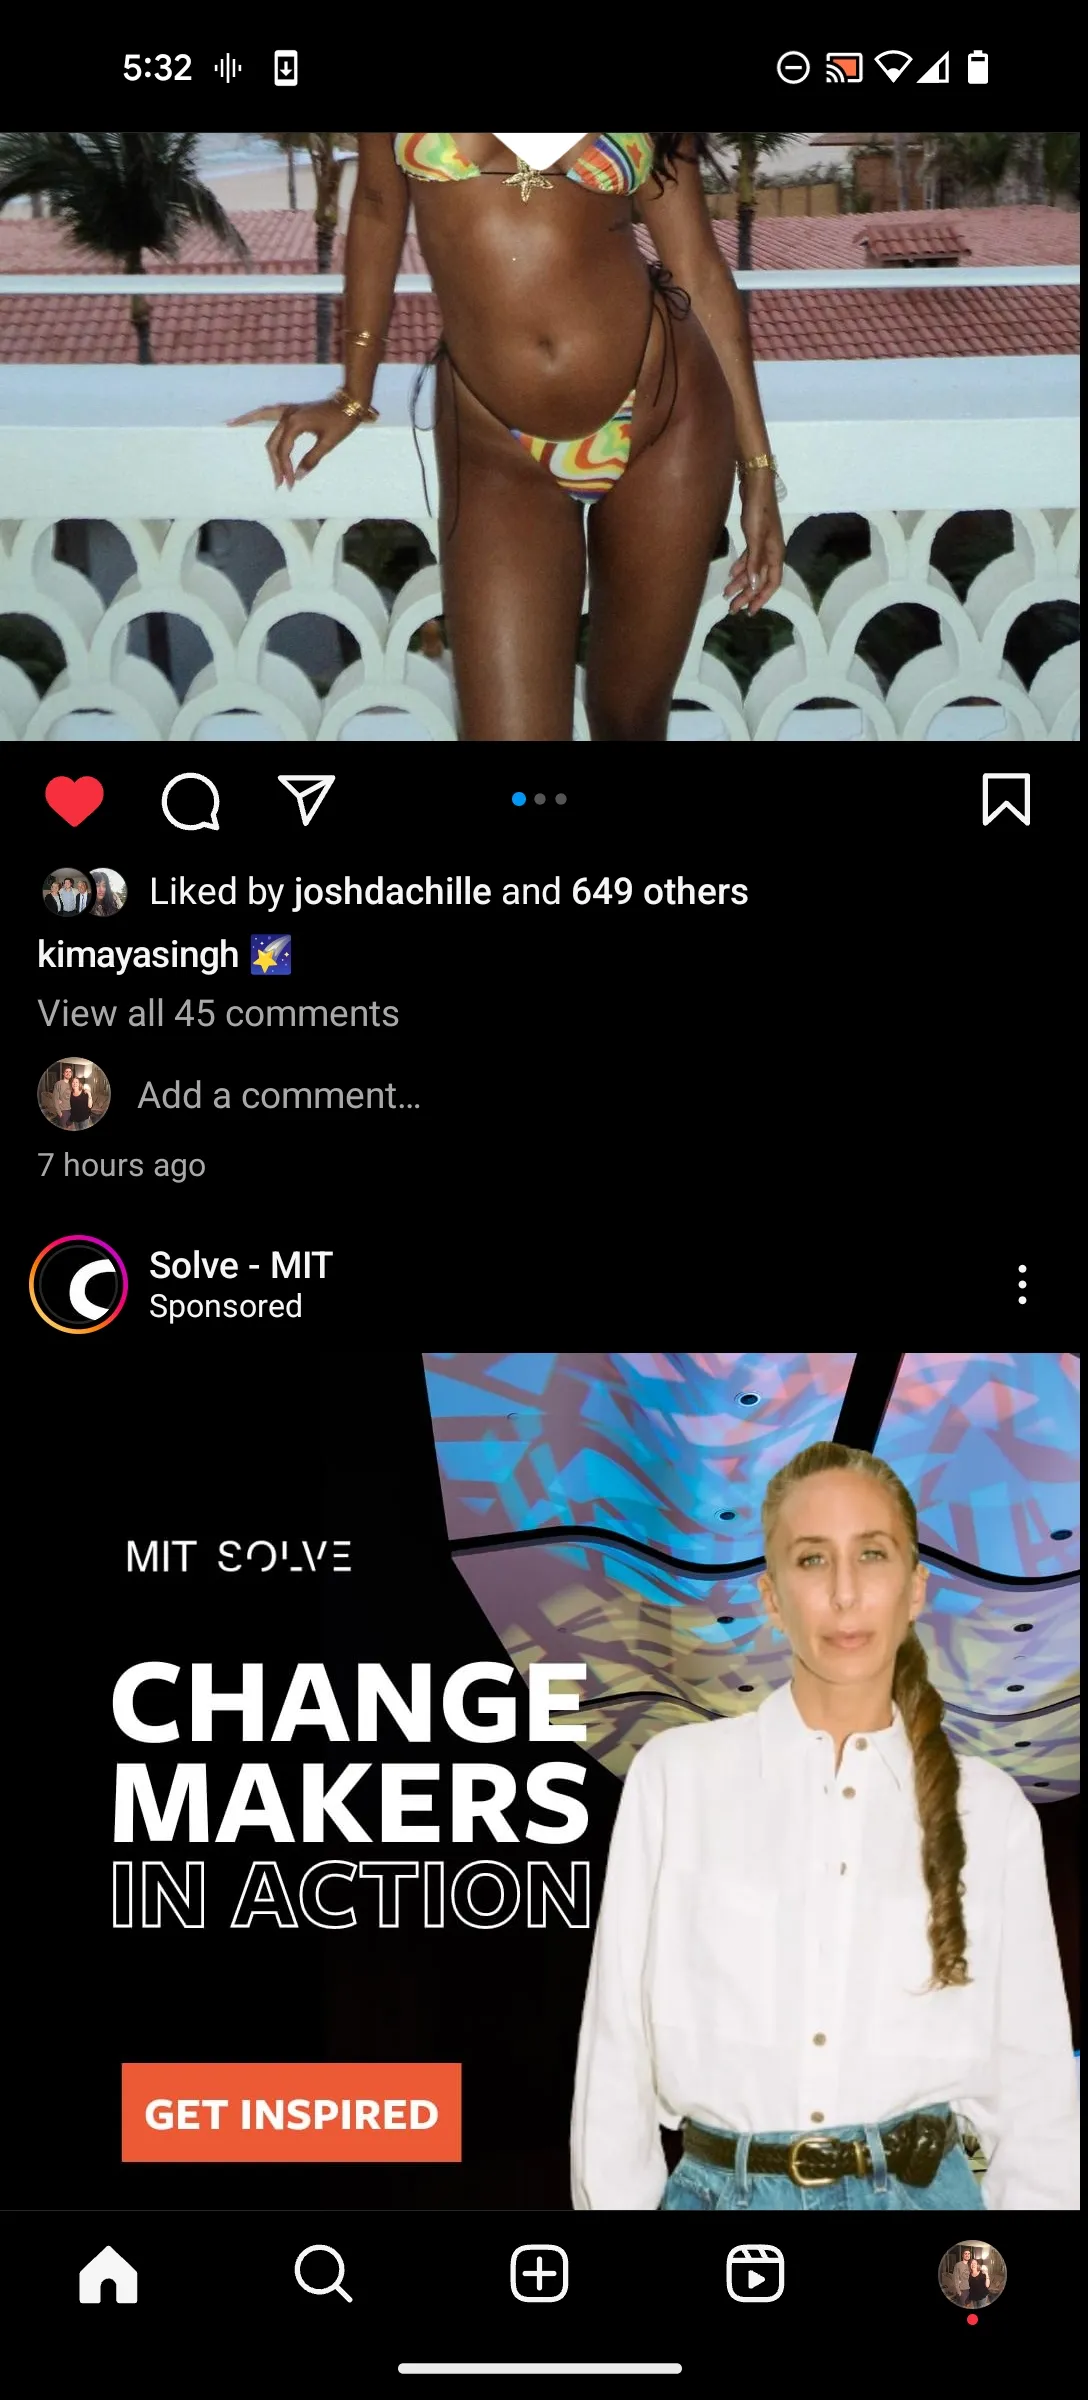 5:32
Liked by joshdachille and 649 others
kimayasingh
View all 45 comments
Add a comment...
7 hours ago
Solve - MIT
Sponsored
MIT SOLVE
CHANGE
MAKERS
IN ACTION
GET INSPIRED